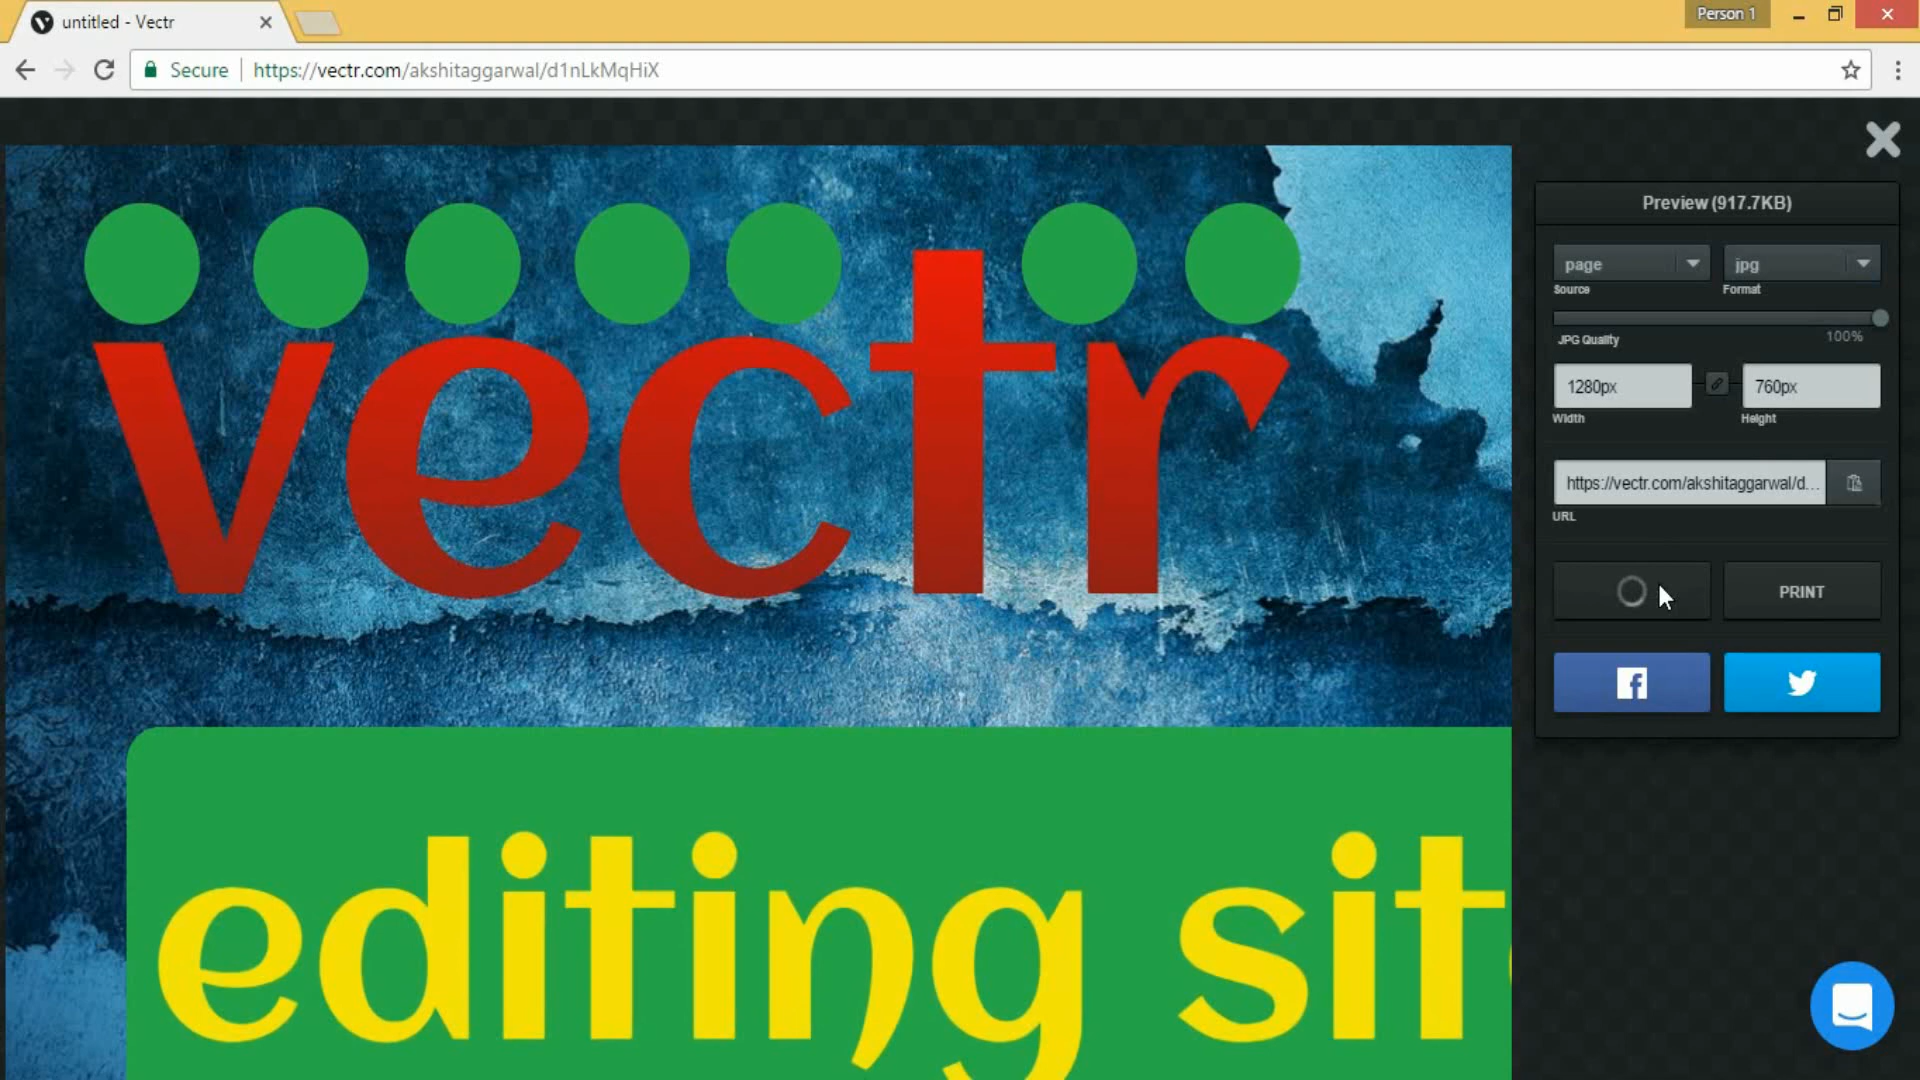 untitled - Vectr
Person 1
Secure
https://vectr.com/akshitaggarwal/d1nLkMqHiX
vectr
editing sit
Preview (917.7KB)
page
jpg
Source
Format
JPG Quality
100%
1280px
760px
Width
Height
https://vectr.com/akshitaggarwal/d...
URL
PRINT